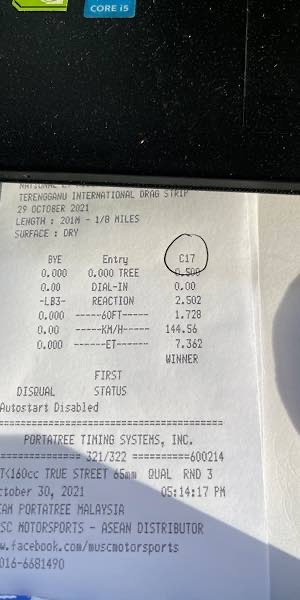 CORE i5
TERENGGANU INTERNATIONAL DRAG STRIP
29 OCTOBER 2021
LENGTH : 201M - 1/8 MILES
SURFACE : DRY
BYE Entry C17
0.000 0.000 TREE 0.500
0.00 DIAL-IN 0.00
-LB3- REACTION 2.502
0.000 -----60FT----- 1.728
0.00 -----KM/H----- 144.56
0.000 ------ET------ 7.362
WINNER
FIRST
DISQUAL STATUS
Autostart Disabled
PORTATREE TIMING SYSTEMS, INC.
============= 321/322 ==========600214
T<160cc TRUE STREET 65mm QUAL RND 3
ctober 30, 2021 05:14:17 PM
AM PORTATREE MALAYSIA
SC MOTORSPORTS - ASEAN DISTRIBUTOR
w.facebook.com/muscmotorsports
016-6681490